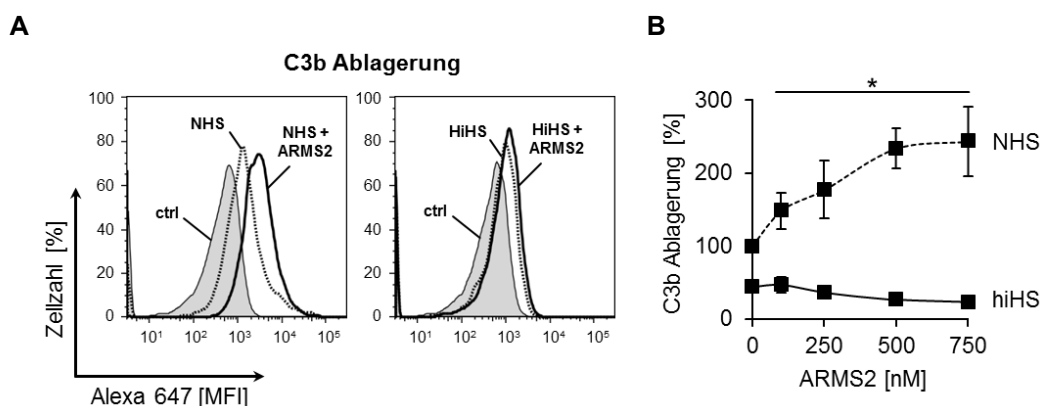 A
C3b Ablagerung
Zellzahl [%]
100
80
60
40
20
0
NHS
NHS +
ARMS2
ctrl
10¹ 10² 10³ 10⁴ 10⁵
100
80
60
40
20
0
HiHS
HiHS +
ARMS2
ctrl
10¹ 10² 10³ 10⁴ 10⁵
Alexa 647 [MFI]
B
*
C3b Ablagerung [%]
300
200
100
0
NHS
hiHS
0 250 500 750
ARMS2 [nM]